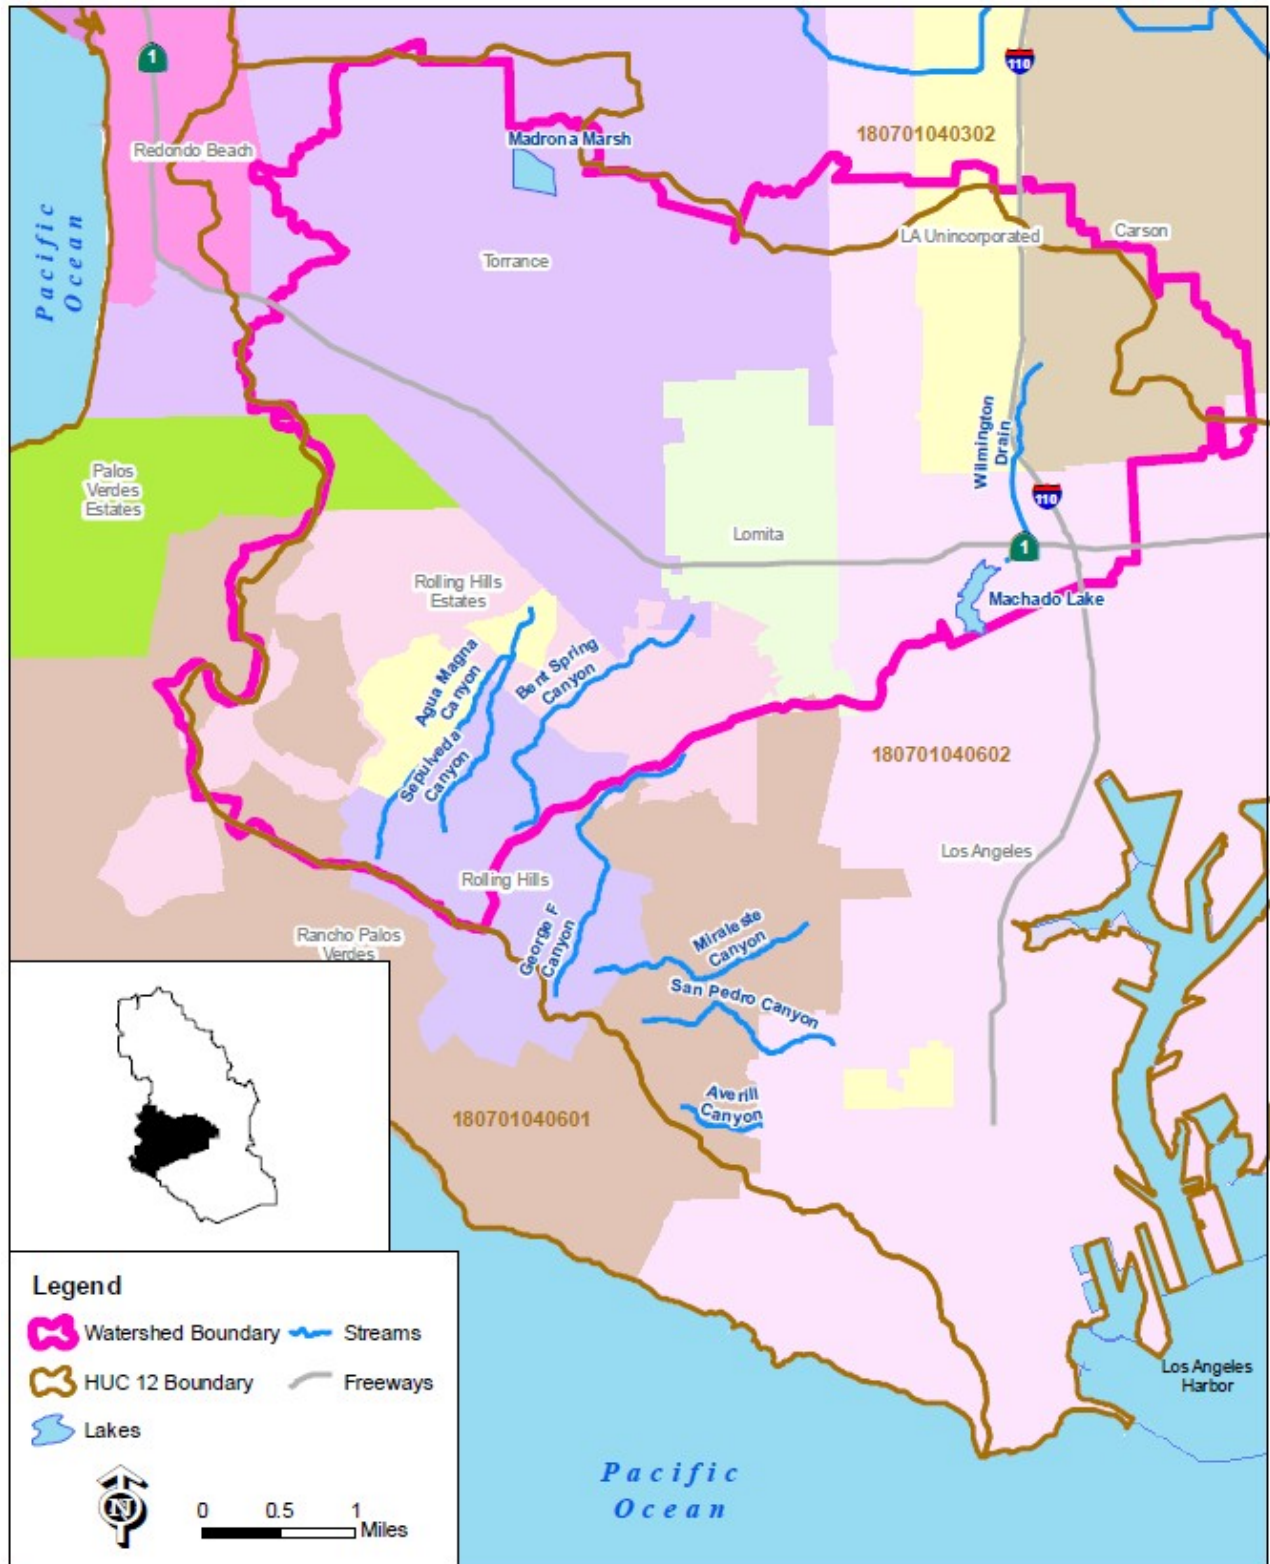 1
110
180701040302
Madrona Marsh
Redondo Beach
Pacific
Ocean
LA Unincorporated
Carson
Torrance
Wilmington
Drain
Palos
Verdes
Estates
110
Lomita
1
Rolling Hills
Estates
Machado Lake
Agua Magna
Canyon
Bent Spring
Canyon
Sepulveda
Canyon
180701040602
Los Angeles
Rolling Hills
George F
Canyon
Miraleste
Canyon
Rancho Palos
Verdes
San Pedro Canyon
Averill
Canyon
180701040601
Legend
Watershed Boundary
Streams
HUC 12 Boundary
Freeways
Lakes
Los Angeles
Harbor
Pacific
Ocean
N
0 0.5 1
Miles